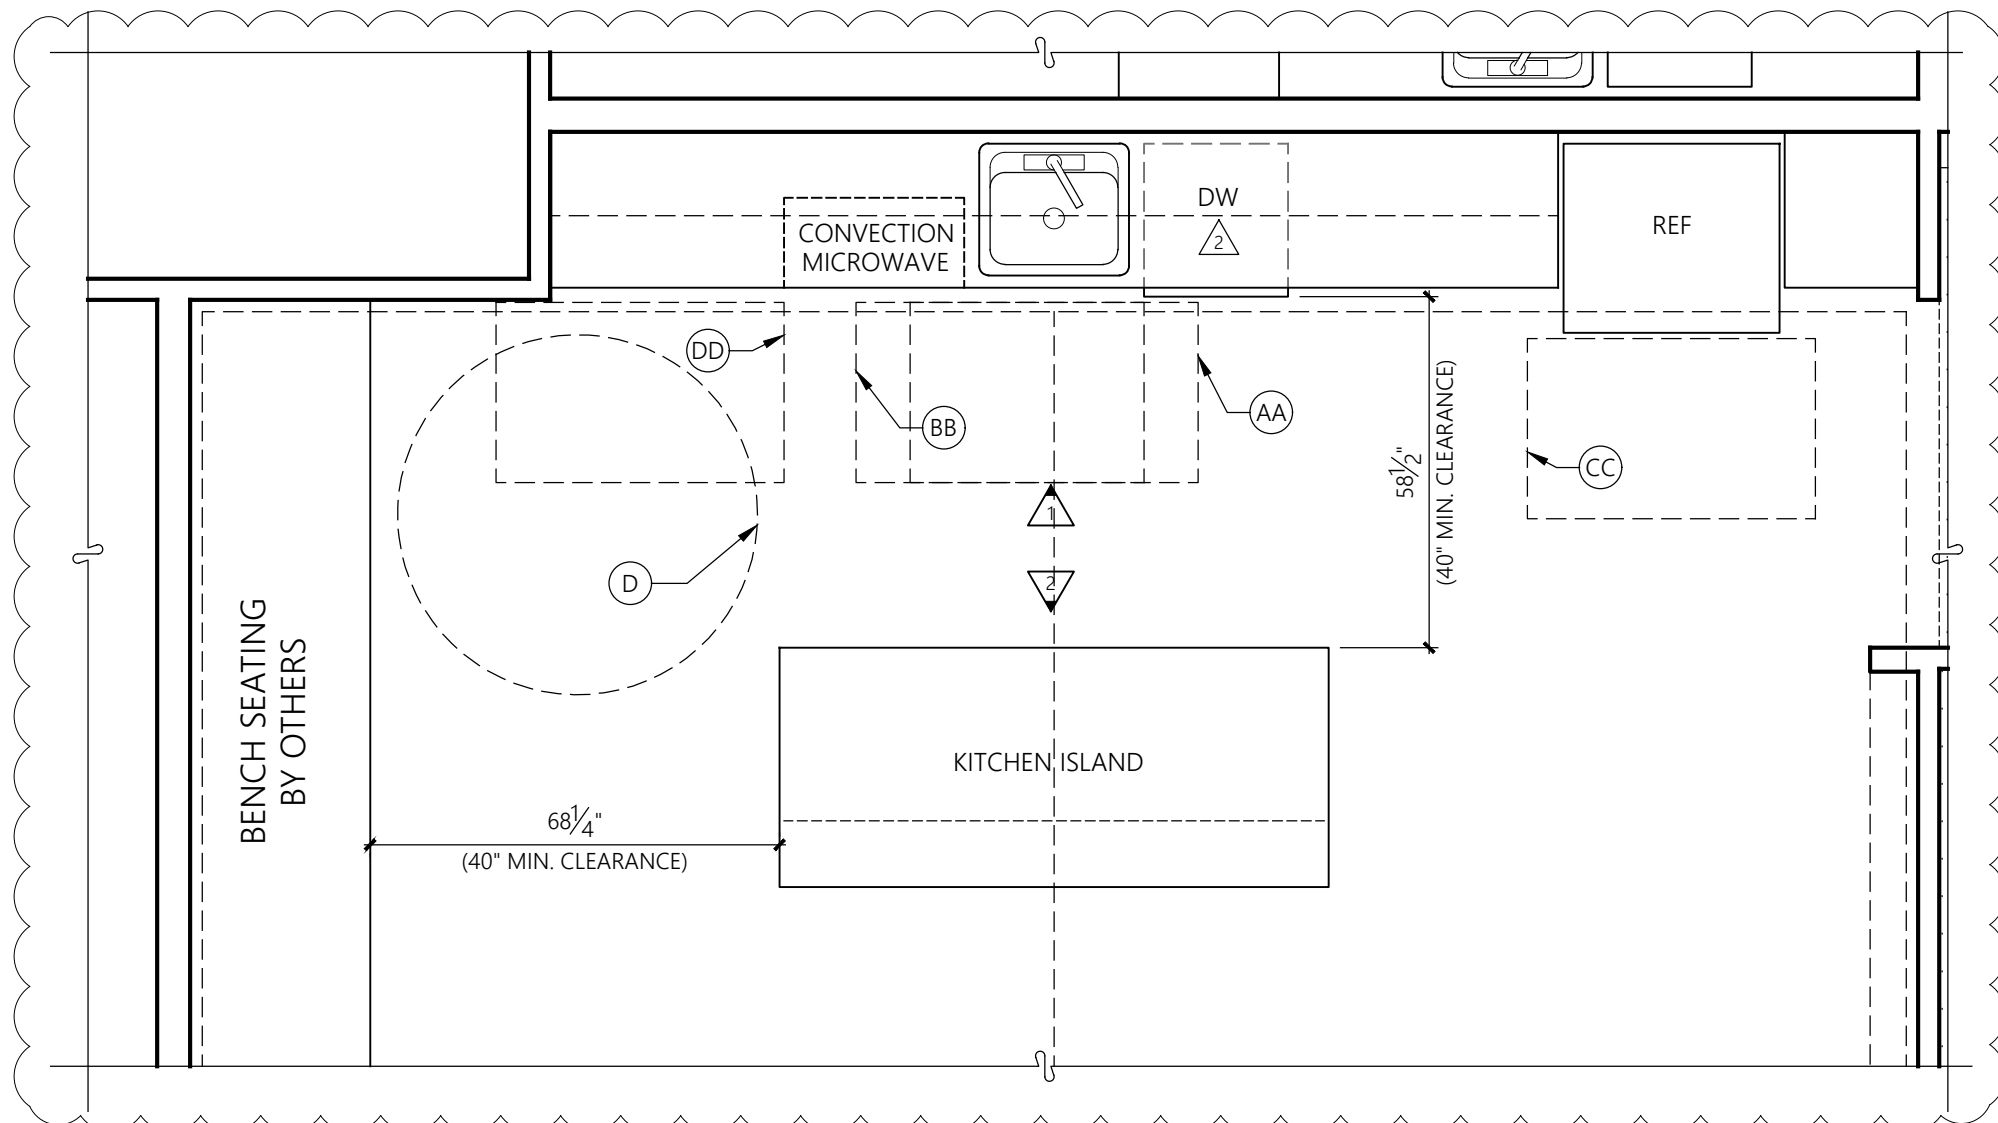 DW
2
REF
CONVECTION
MICROWAVE
DD
BB
AA
CC
58½"
(40" MIN. CLEARANCE)
1
2
D
BENCH SEATING
BY OTHERS
KITCHEN ISLAND
68¼"
(40" MIN. CLEARANCE)